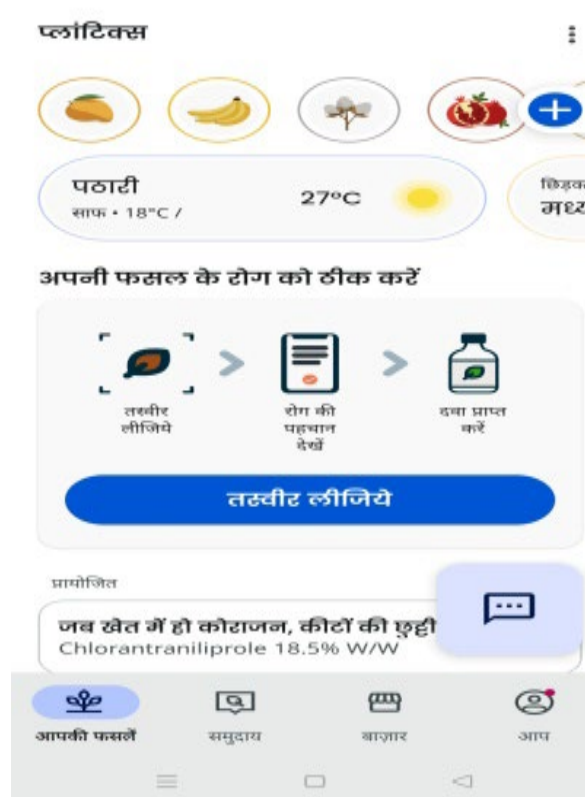 प्लांटिक्स
पठारी
साफ • 18°C /
27°C
मध्य
अपनी फसल के रोग को ठीक करें
तस्वीर
लीजिये
रोग की
पहचान
देखें
दवा प्राप्त
करें
तस्वीर लीजिये
प्रायोजित
जब खेत में हो कोराजन, कीटों की छुट्टी
Chlorantraniliprole 18.5% W/W
आपकी फसलें
समुदाय
बाज़ार
आप